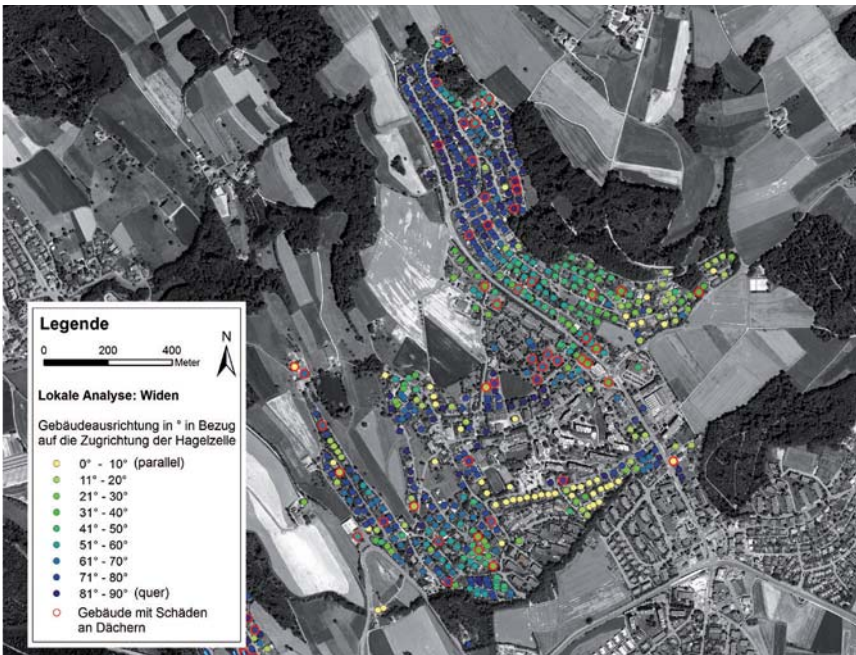 Legende
N
0 200 400
Meter
Lokale Analyse: Widen
Gebäudeausrichtung in ° in Bezug
auf die Zugrichtung der Hagelzelle
0° - 10° (parallel)
11° - 20°
21° - 30°
31° - 40°
41° - 50°
51° - 60°
61° - 70°
71° - 80°
81° - 90° (quer)
Gebäude mit Schäden
an Dächern